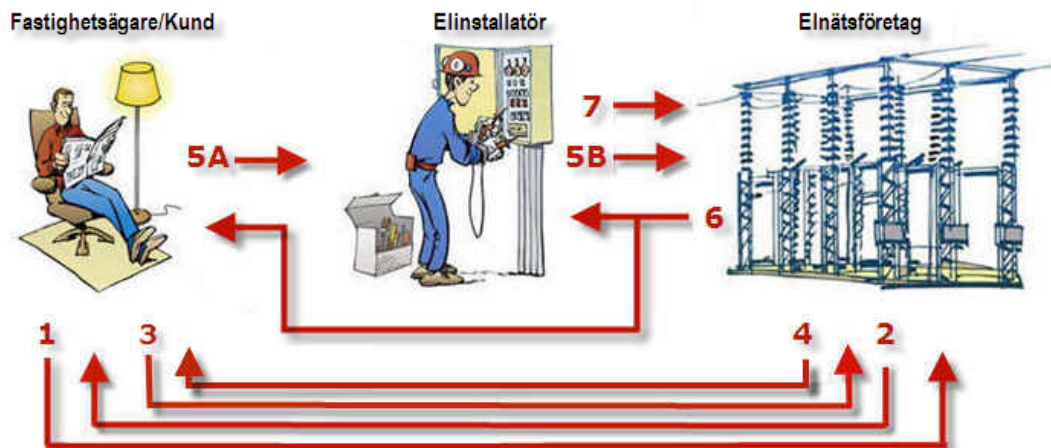 Fastighetsägare/Kund
Elinstallatör
Elnätsföretag
7
5A
5B
6
1
3
4
2